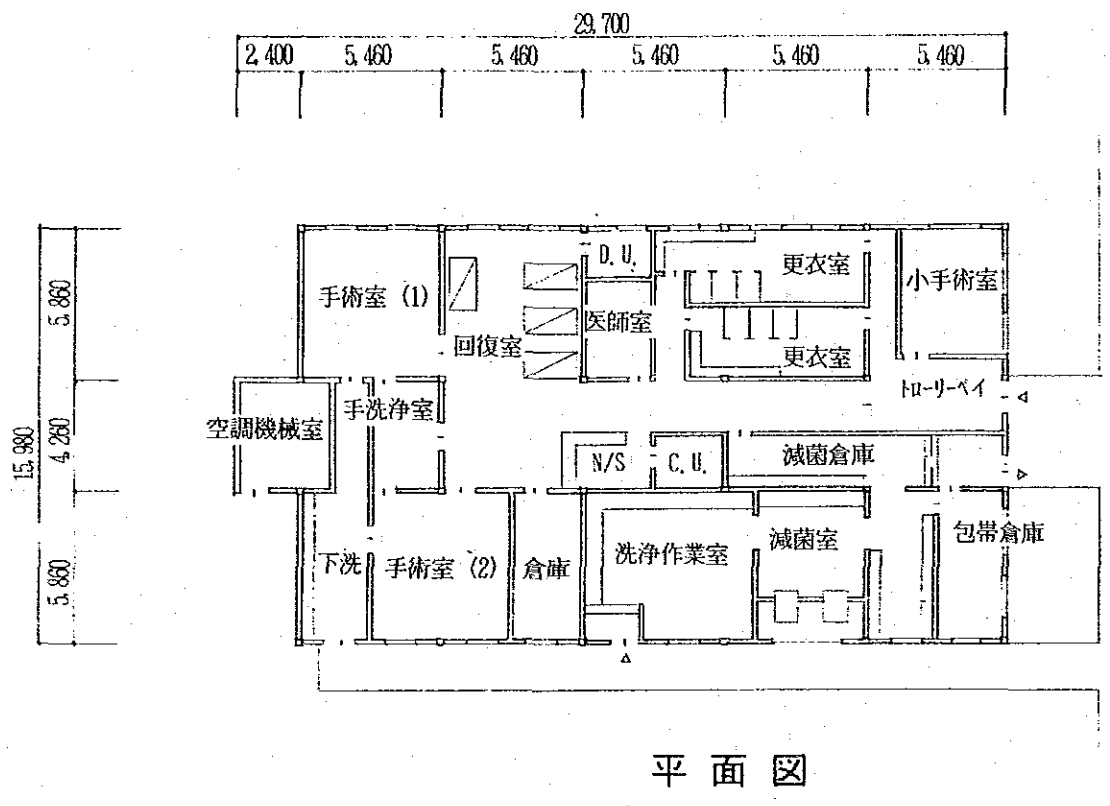 29,700
2,400 5,460 5,460 5,460 5,460 5,460
15,980
5,860
4,260
5,860
D.U.
更衣室
手術室 (1)
小手術室
医師室
回復室
更衣室
トローリーベイ
手洗浄室
空調機械室
N/S
C.U.
滅菌倉庫
包帯倉庫
下洗
手術室 (2)
倉庫
洗浄作業室
滅菌室
平面図